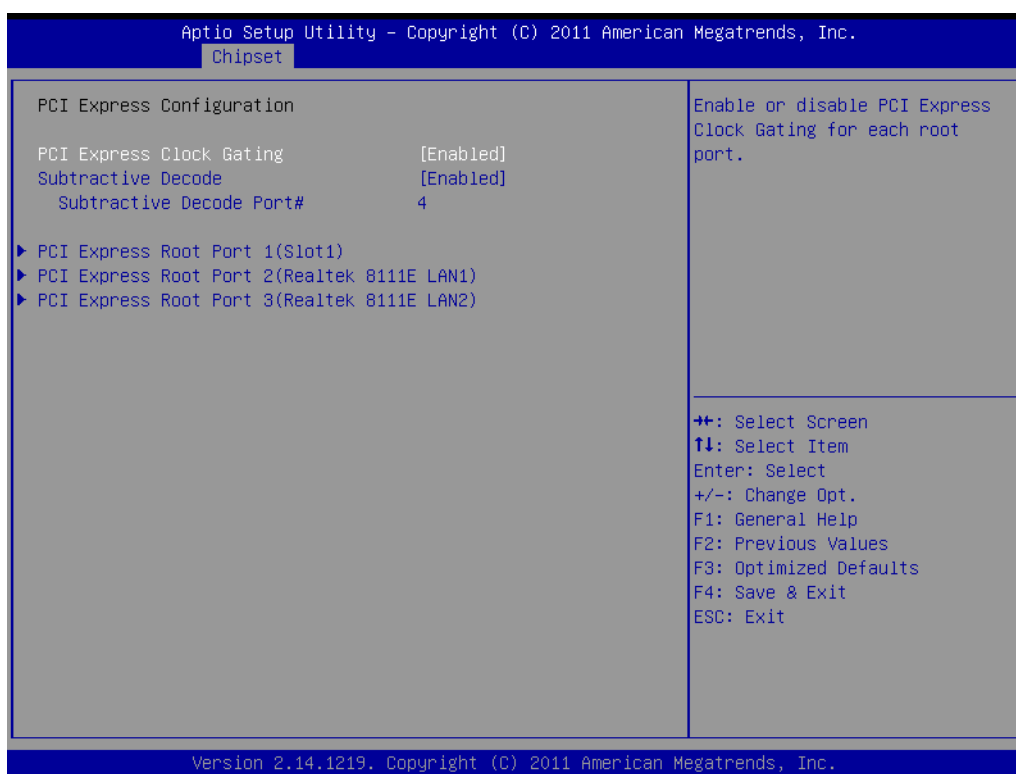 Aptio Setup Utility – Copyright (C) 2011 American Megatrends, Inc.
Chipset
PCI Express Configuration
PCI Express Clock Gating [Enabled]
Subtractive Decode [Enabled]
Subtractive Decode Port# 4
▶ PCI Express Root Port 1(Slot1)
▶ PCI Express Root Port 2(Realtek 8111E LAN1)
▶ PCI Express Root Port 3(Realtek 8111E LAN2)
Enable or disable PCI Express
Clock Gating for each root
port.
→←: Select Screen
↑↓: Select Item
Enter: Select
+/-: Change Opt.
F1: General Help
F2: Previous Values
F3: Optimized Defaults
F4: Save & Exit
ESC: Exit
Version 2.14.1219. Copyright (C) 2011 American Megatrends, Inc.